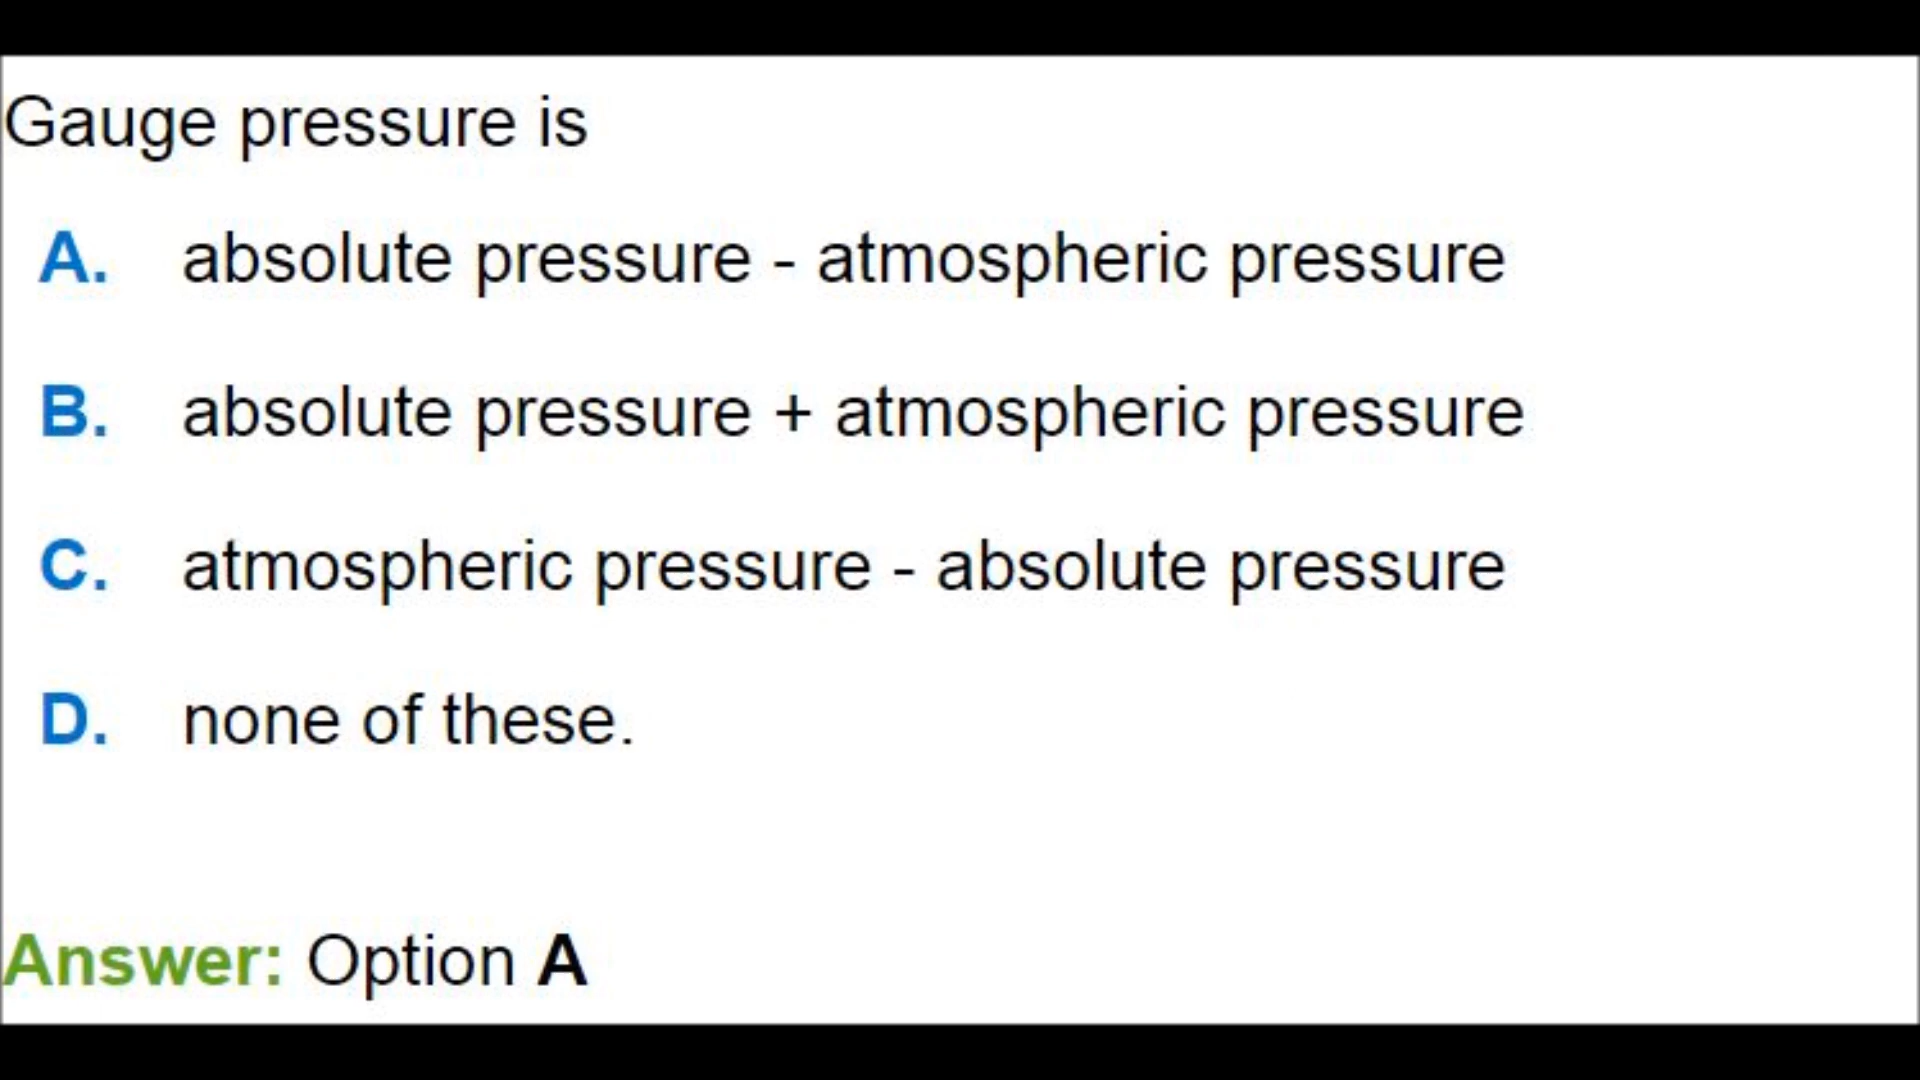 Gauge pressure is
A. absolute pressure - atmospheric pressure
B. absolute pressure + atmospheric pressure
C. atmospheric pressure - absolute pressure
D. none of these.
Answer: Option A